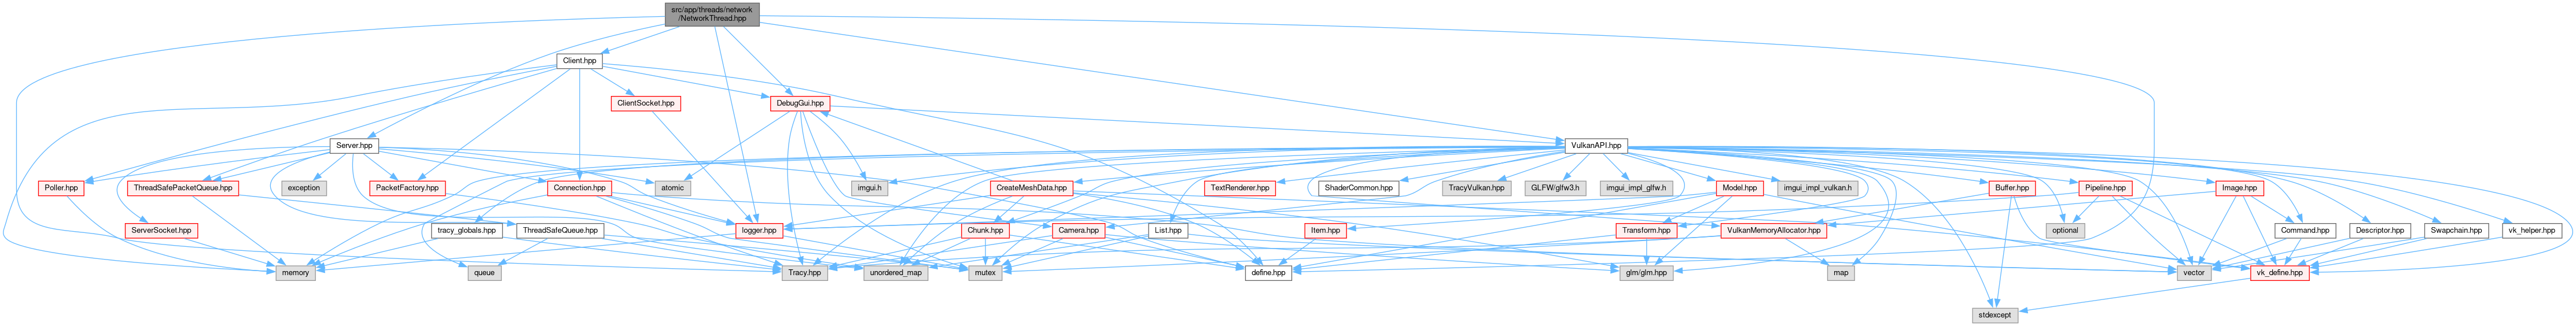 src/app/threads/network
/NetworkThread.hpp
Client.hpp
ClientSocket.hpp
DebugGui.hpp
Server.hpp
VulkanAPI.hpp
Poller.hpp
ThreadSafePacketQueue.hpp
exception
PacketFactory.hpp
Connection.hpp
atomic
imgui.h
CreateMeshData.hpp
TextRenderer.hpp
ShaderCommon.hpp
TracyVulkan.hpp
GLFW/glfw3.h
imgui_impl_glfw.h
Model.hpp
imgui_impl_vulkan.h
Buffer.hpp
Pipeline.hpp
Image.hpp
ServerSocket.hpp
tracy_globals.hpp
ThreadSafeQueue.hpp
logger.hpp
Chunk.hpp
Camera.hpp
List.hpp
Item.hpp
Transform.hpp
VulkanMemoryAllocator.hpp
optional
Command.hpp
Descriptor.hpp
Swapchain.hpp
vk_helper.hpp
memory
queue
Tracy.hpp
unordered_map
mutex
define.hpp
glm/glm.hpp
map
vector
vk_define.hpp
stdexcept